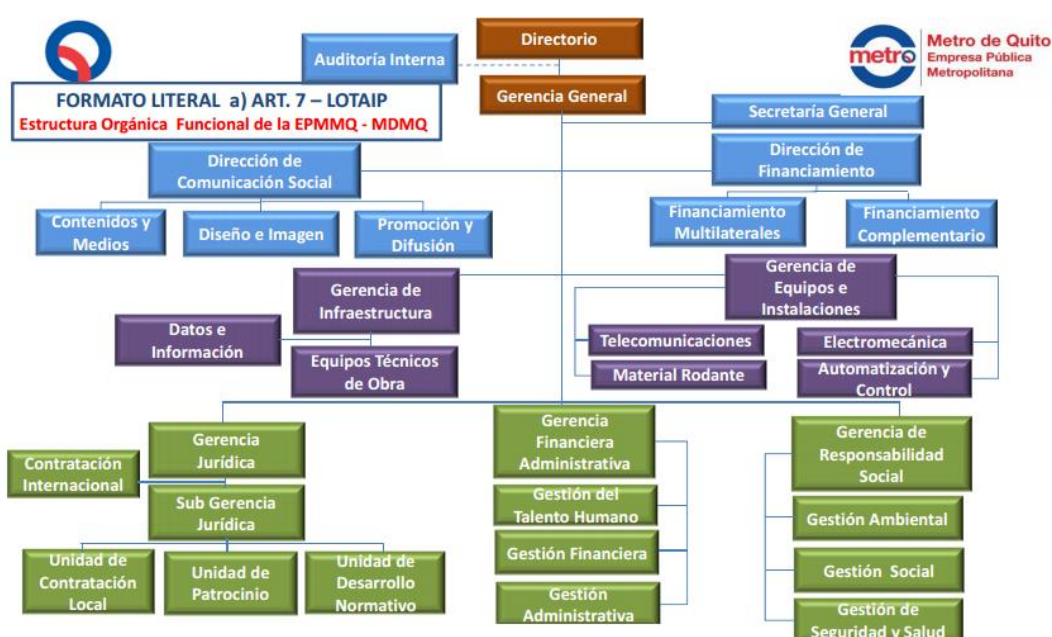 Directorio
Auditoría Interna
Gerencia General
metro
Metro de Quito
Empresa Pública
Metropolitana
FORMATO LITERAL a) ART. 7 – LOTAIP
Estructura Orgánica Funcional de la EPMMQ - MDMQ
Secretaría General
Dirección de
Comunicación Social
Dirección de
Financiamiento
Contenidos y
Medios
Diseño e Imagen
Promoción y
Difusión
Financiamiento
Multilaterales
Financiamiento
Complementario
Gerencia de
Infraestructura
Gerencia de
Equipos e
Instalaciones
Datos e
Información
Equipos Técnicos
de Obra
Telecomunicaciones
Material Rodante
Electromecánica
Automatización y
Control
Gerencia
Jurídica
Contratación
Internacional
Sub Gerencia
Jurídica
Unidad de
Contratación
Local
Unidad de
Patrocinio
Unidad de
Desarrollo
Normativo
Gerencia
Financiera
Administrativa
Gestión del
Talento Humano
Gestión Financiera
Gestión
Administrativa
Gerencia de
Responsabilidad
Social
Gestión Ambiental
Gestión Social
Gestión de
Seguridad y Salud